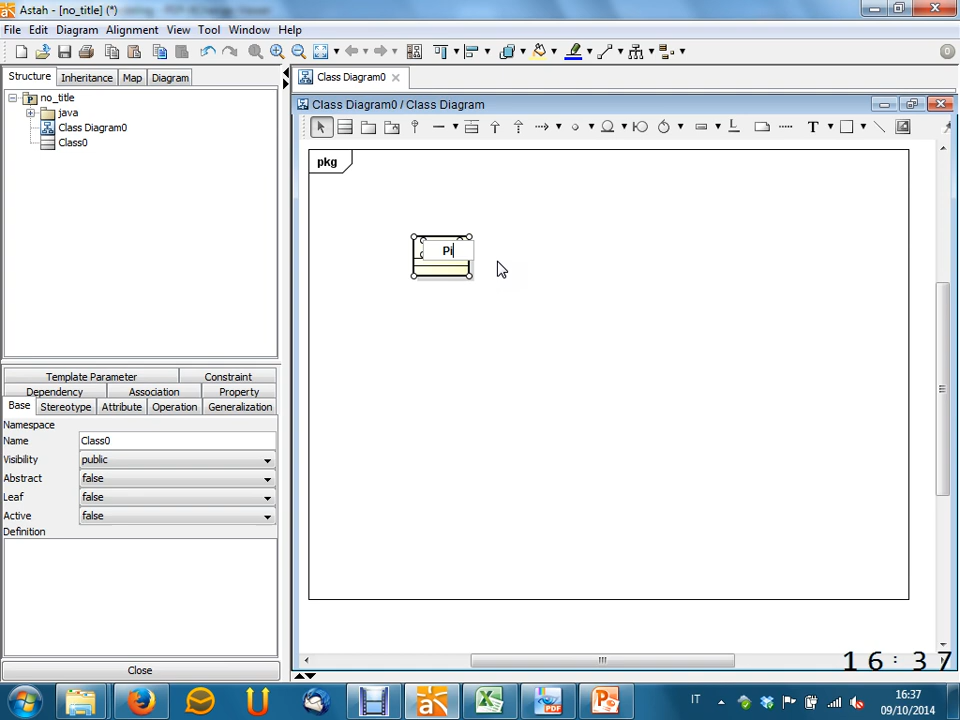 Astah - [no_title] (*)
File Edit Diagram Alignment View Tool Window Help
Structure Inheritance Map Diagram
Class Diagram0
no_title
java
Class Diagram0
Class0
Class Diagram0 / Class Diagram
L
T
pkg
Pi
Template Parameter Constraint
Dependency Association Property
Base Stereotype Attribute Operation Generalization
Namespace
Name Class0
Visibility public
Abstract false
Leaf false
Active false
Definition
Close
16:37
IT
16:37
09/10/2014